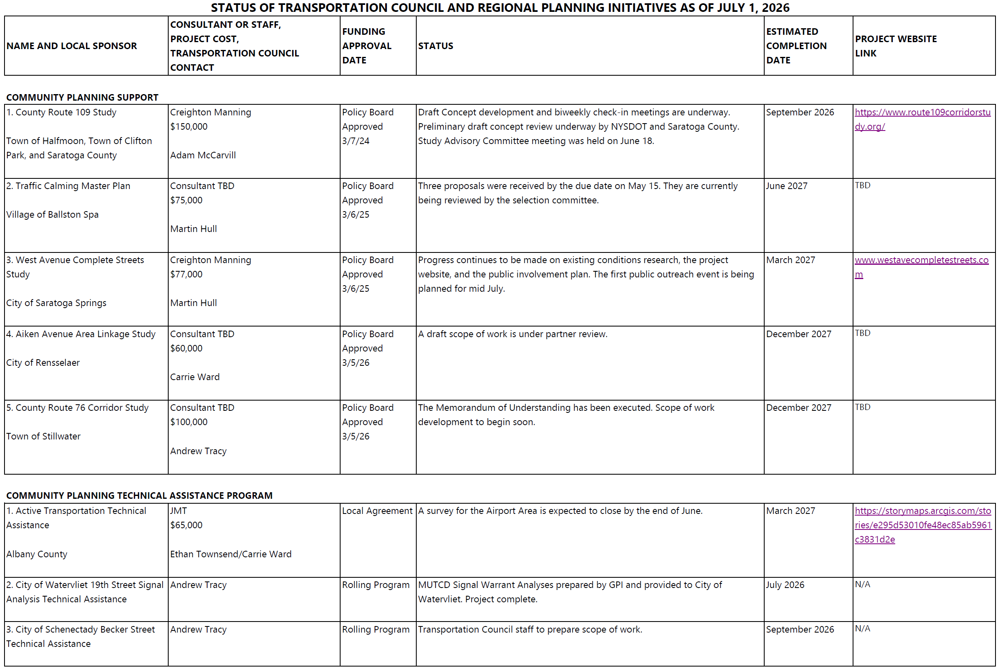 STATUS OF TRANSPORTATION COUNCIL AND REGIONAL PLANNING INITIATIVES AS OF JULY 1, 2026
NAME AND LOCAL SPONSOR
CONSULTANT OR STAFF,
PROJECT COST,
TRANSPORTATION COUNCIL
CONTACT
FUNDING
APPROVAL
DATE
STATUS
ESTIMATED
COMPLETION
DATE
PROJECT WEBSITE
LINK
COMMUNITY PLANNING SUPPORT
1. County Route 109 Study
Town of Halfmoon, Town of Clifton
Park, and Saratoga County
Creighton Manning
$150,000
Adam McCarvill
Policy Board
Approved
3/7/24
Draft Concept development and biweekly check-in meetings are underway.
Preliminary draft concept review underway by NYSDOT and Saratoga County.
Study Advisory Committee meeting was held on June 18.
September 2026
https://www.route109corridorstu
dy.org/
2. Traffic Calming Master Plan
Village of Ballston Spa
Consultant TBD
$75,000
Martin Hull
Policy Board
Approved
3/6/25
Three proposals were received by the due date on May 15. They are currently
being reviewed by the selection committee.
June 2027
TBD
3. West Avenue Complete Streets
Study
City of Saratoga Springs
Creighton Manning
$77,000
Martin Hull
Policy Board
Approved
3/6/25
Progress continues to be made on existing conditions research, the project
website, and the public involvement plan. The first public outreach event is being
planned for mid July.
March 2027
www.westavecompletestreets.co
m
4. Aiken Avenue Area Linkage Study
City of Rensselaer
Consultant TBD
$60,000
Carrie Ward
Policy Board
Approved
3/5/26
A draft scope of work is under partner review.
December 2027
TBD
5. County Route 76 Corridor Study
Town of Stillwater
Consultant TBD
$100,000
Andrew Tracy
Policy Board
Approved
3/5/26
The Memorandum of Understanding has been executed. Scope of work
development to begin soon.
December 2027
TBD
COMMUNITY PLANNING TECHNICAL ASSISTANCE PROGRAM
1. Active Transportation Technical
Assistance
Albany County
JMT
$65,000
Ethan Townsend/Carrie Ward
Local Agreement
A survey for the Airport Area is expected to close by the end of June.
March 2027
https://storymaps.arcgis.com/sto
ries/e295d53010fe48ec85ab5961
c3831d2e
2. City of Watervliet 19th Street Signal
Analysis Technical Assistance
Andrew Tracy
Rolling Program
MUTCD Signal Warrant Analyses prepared by GPI and provided to City of
Watervliet. Project complete.
July 2026
N/A
3. City of Schenectady Becker Street
Technical Assistance
Andrew Tracy
Rolling Program
Transportation Council staff to prepare scope of work.
September 2026
N/A